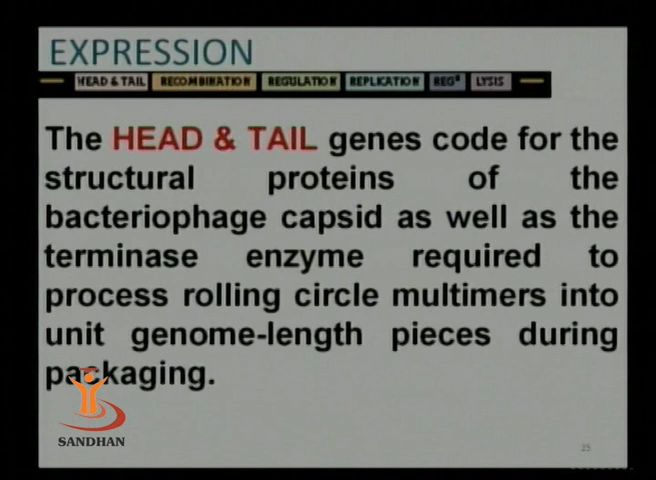 EXPRESSION
HEAD & TAIL RECOMBINATION REGULATION REPLICATION REGⁿ LYSIS
The HEAD & TAIL genes code for the
structural proteins of the
bacteriophage capsid as well as the
terminase enzyme required to
process rolling circle multimers into
unit genome-length pieces during
packaging.
SANDHAN
25